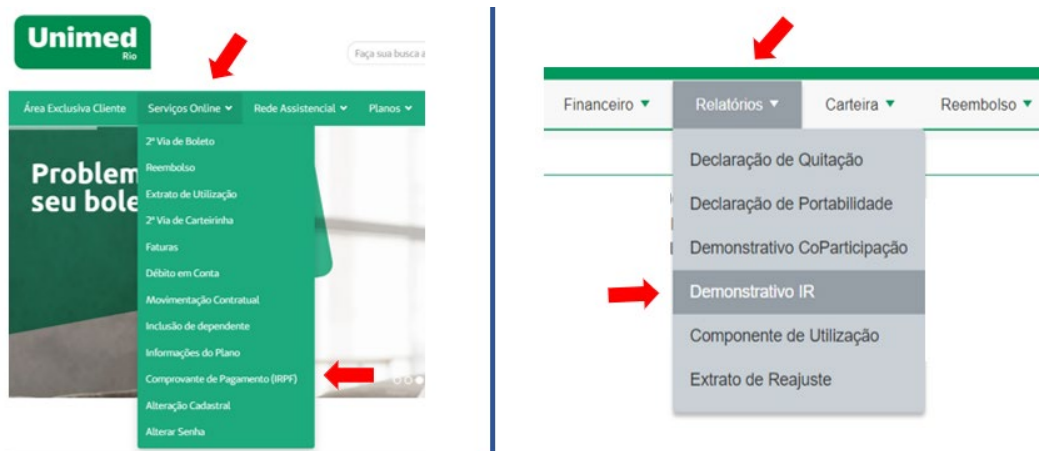 Unimed
Rio
Faça sua busca a
Área Exclusiva Cliente Serviços Online Rede Assistencial Planos
2ª Via de Boleto
Reembolso
Extrato de Utilização
2ª Via de Carteirinha
Faturas
Débito em Conta
Movimentação Contratual
Inclusão de dependente
Informações do Plano
Comprovante de Pagamento (IRPF)
Alteração Cadastral
Alterar Senha
Problem
seu bole
Financeiro Relatórios Carteira Reembolso
Declaração de Quitação
Declaração de Portabilidade
Demonstrativo CoParticipação
Demonstrativo IR
Componente de Utilização
Extrato de Reajuste